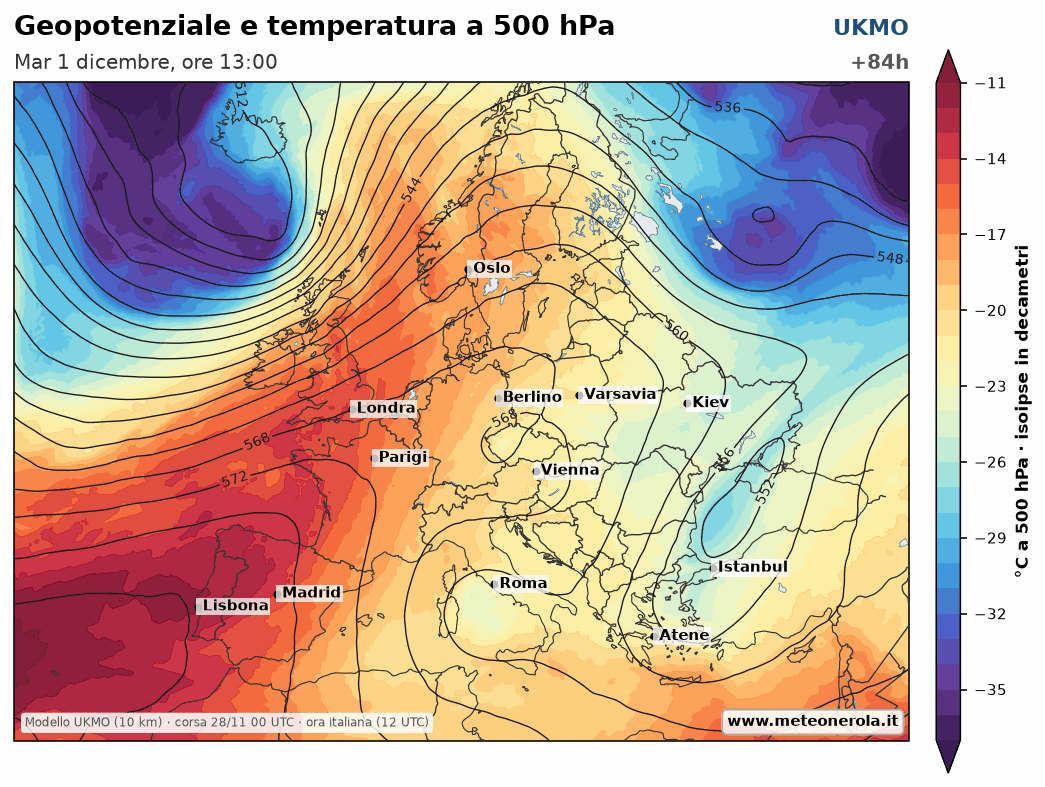 Geopotenziale e temperatura a 500 hPa
UKMO
Mar 1 dicembre, ore 13:00
+84h
512
536
544
548
Oslo
560
Berlino
Varsavia
Kiev
Londra
568
568
Parigi
Vienna
572
556
552
Istanbul
Roma
Madrid
Lisbona
Atene
Modello UKMO (10 km) · corsa 28/11 00 UTC · ora italiana (12 UTC)
www.meteonerola.it
−11
−14
−17
−20
−23
−26
−29
−32
−35
°C a 500 hPa · isoipse in decametri